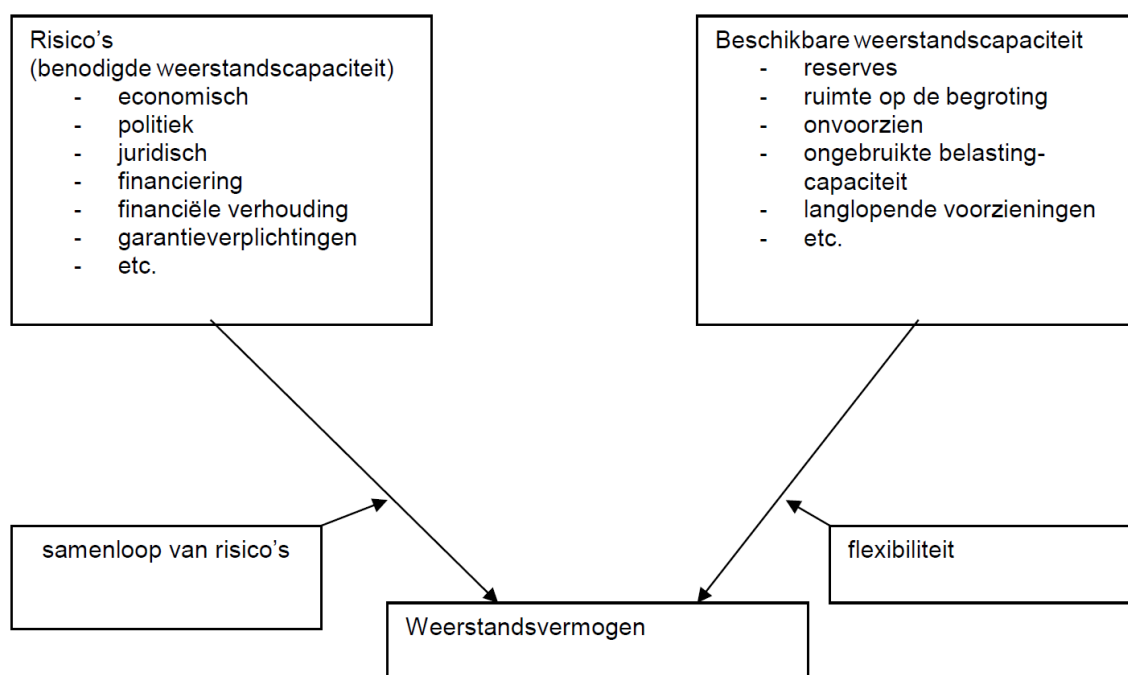 Risico's
(benodigde weerstandscapaciteit)
- economisch
- politiek
- juridisch
- financiering
- financiële verhouding
- garantieverplichtingen
- etc.
Beschikbare weerstandscapaciteit
- reserves
- ruimte op de begroting
- onvoorzien
- ongebruikte belasting-
capaciteit
- langlopende voorzieningen
- etc.
samenloop van risico's
flexibiliteit
Weerstandsvermogen